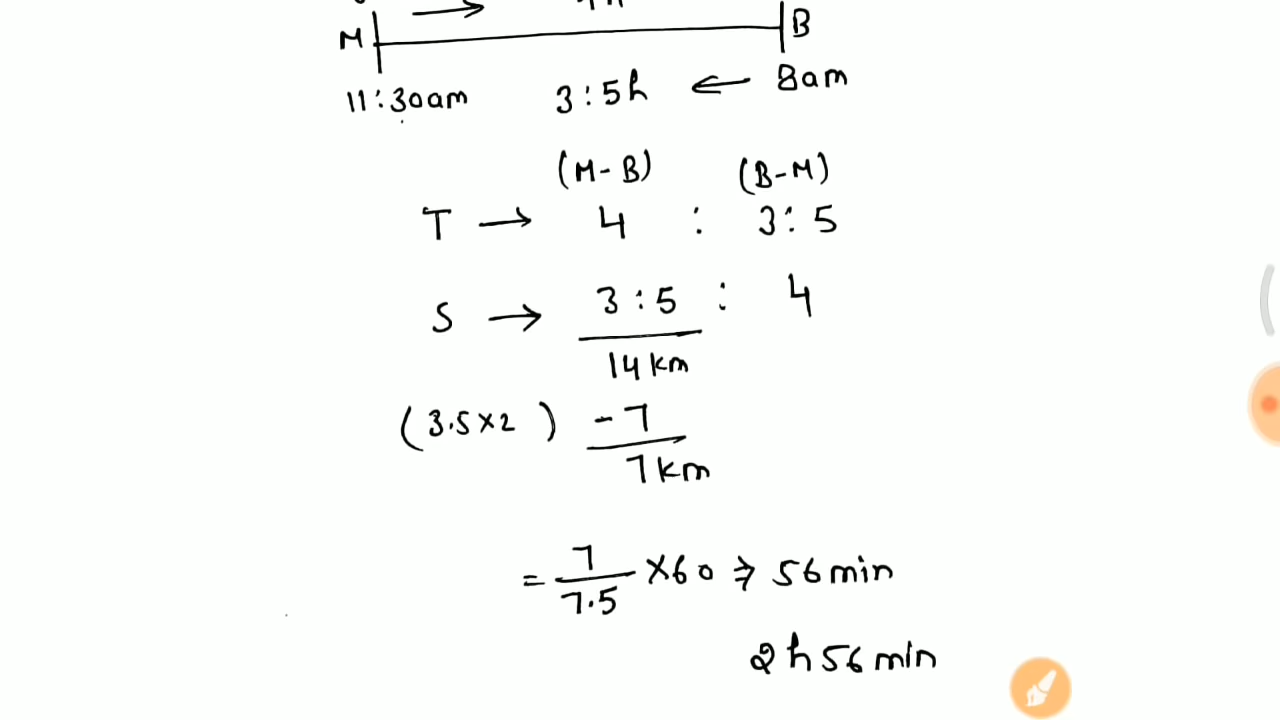 M B
11:30am 3:5h ← 8am
(M-B) (B-M)
T → 4 : 3:5
S → 3:5 : 4
14km
(3.5×2) -7
7km
= 7/7.5 ×60 ⇒ 56min
2h56min